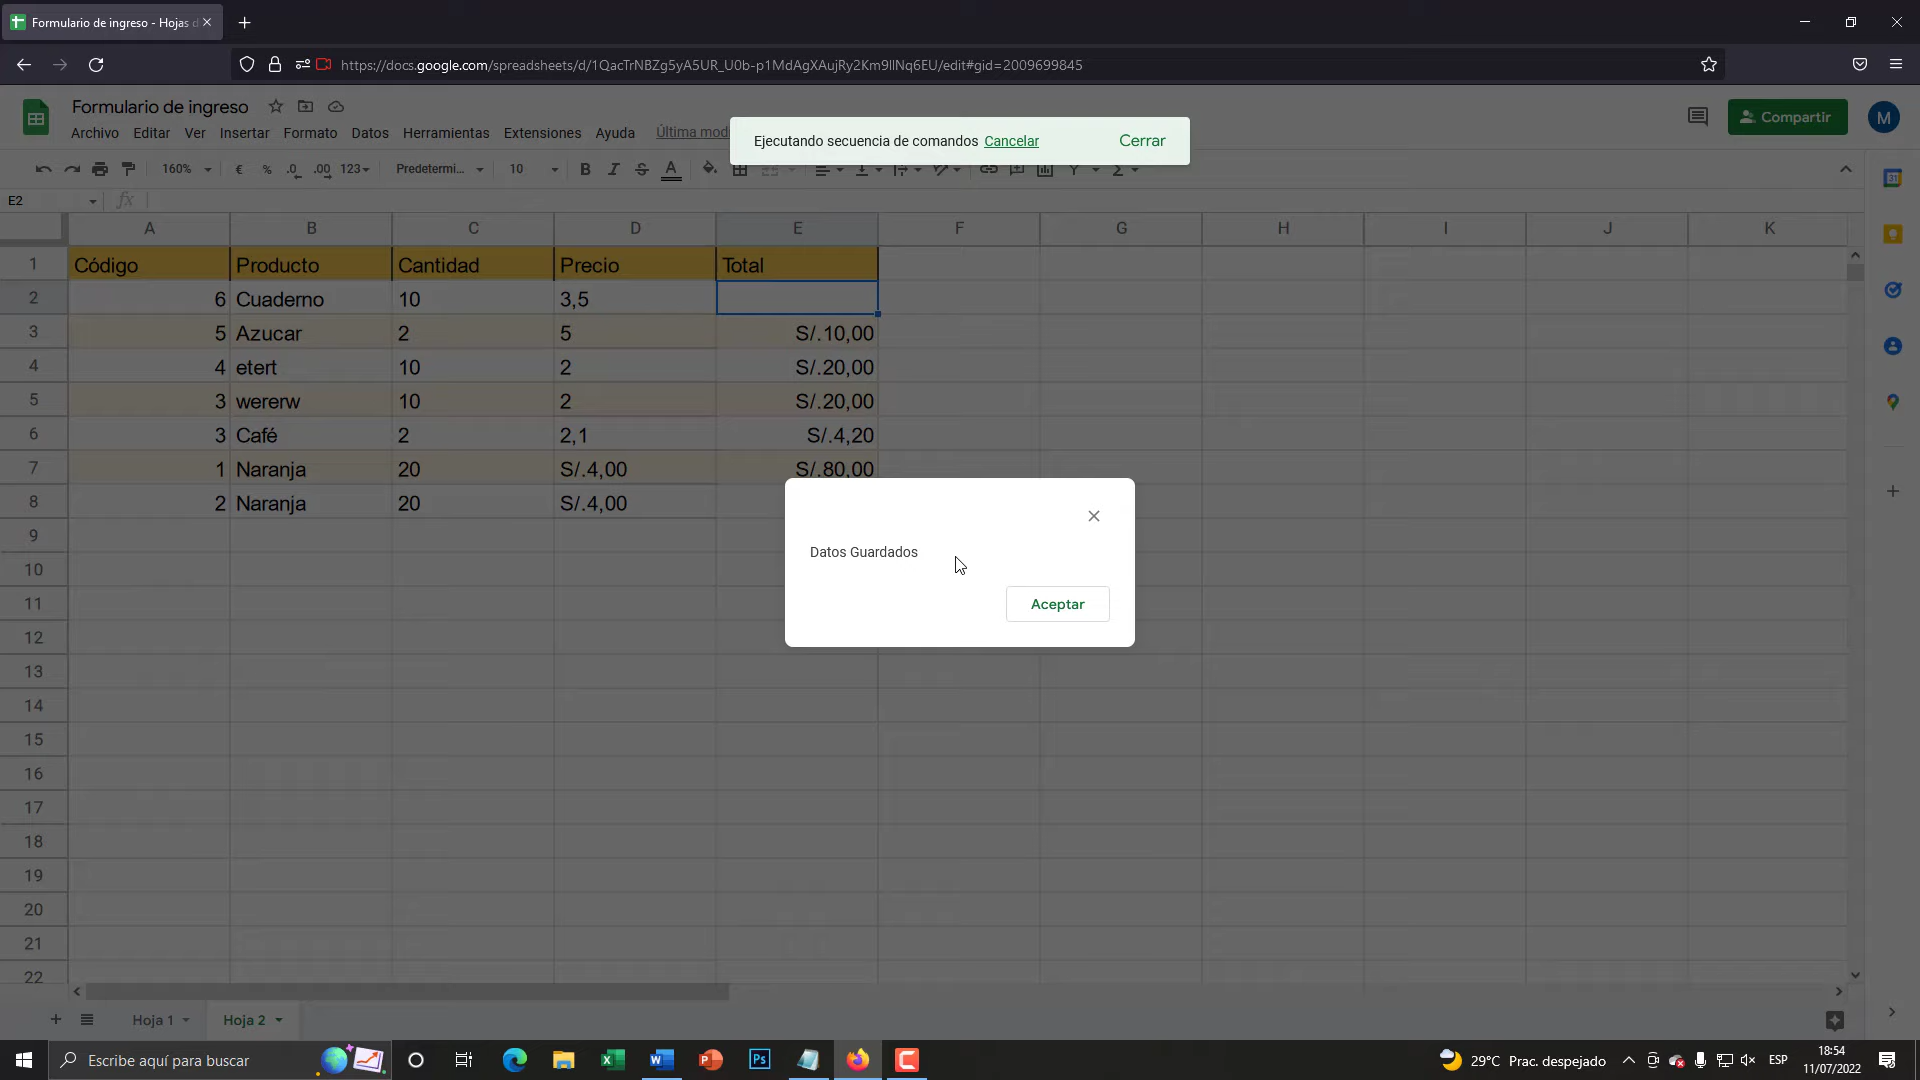 Formulario de ingreso - Hojas d
https://docs.google.com/spreadsheets/d/1QacTrNBZg5yA5UR_U0b-p1MdAgXAujRy2Km9IlNq6EU/edit#gid=2009699845
Formulario de ingreso
Archivo Editar Ver Insertar Formato Datos Herramientas Extensiones Ayuda Última mod
Ejecutando secuencia de comandos Cancelar Cerrar
Compartir
M
160% € % .0 .00 123 Predetermi... 10 B I S A
31
E2 fx
A B C D E F G H I J K
1 Código Producto Cantidad Precio Total
2 6 Cuaderno 10 3,5
3 5 Azucar 2 5 S/.10,00
4 4 etert 10 2 S/.20,00
5 3 wererw 10 2 S/.20,00
6 3 Café 2 2,1 S/.4,20
7 1 Naranja 20 S/.4,00 S/.80,00
8 2 Naranja 20 S/.4,00
9
10
11
12
13
14
15
16
17
18
19
20
21
22
Datos Guardados
Aceptar
Hoja 1 Hoja 2
Escribe aquí para buscar
Ps
29°C Prac. despejado
ESP
18:54
11/07/2022